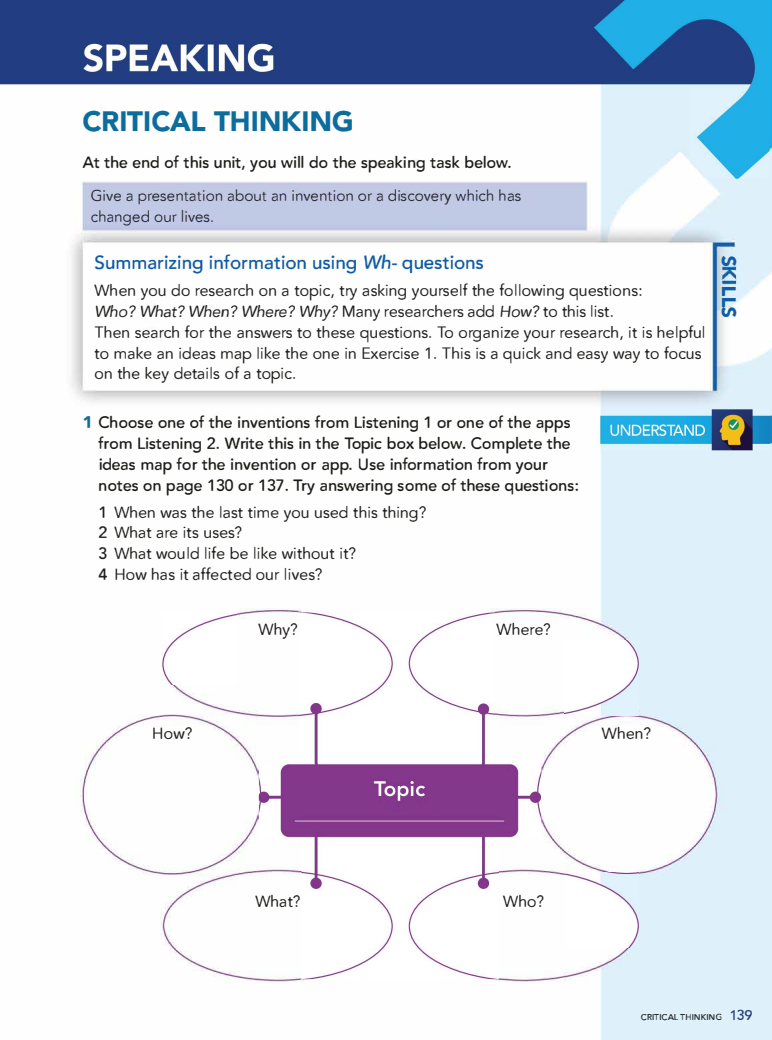 SPEAKING
CRITICAL THINKING
At the end of this unit, you will do the speaking task below.
Give a presentation about an invention or a discovery which has
changed our lives.
Summarizing information using Wh- questions
When you do research on a topic, try asking yourself the following questions:
Who? What? When? Where? Why? Many researchers add How? to this list.
Then search for the answers to these questions. To organize your research, it is helpful
to make an ideas map like the one in Exercise 1. This is a quick and easy way to focus
on the key details of a topic.
SKILLS
1 Choose one of the inventions from Listening 1 or one of the apps
from Listening 2. Write this in the Topic box below. Complete the
ideas map for the invention or app. Use information from your
notes on page 130 or 137. Try answering some of these questions:
UNDERSTAND
1 When was the last time you used this thing?
2 What are its uses?
3 What would life be like without it?
4 How has it affected our lives?
Why?
Where?
How?
When?
Topic
What?
Who?
CRITICAL THINKING 139